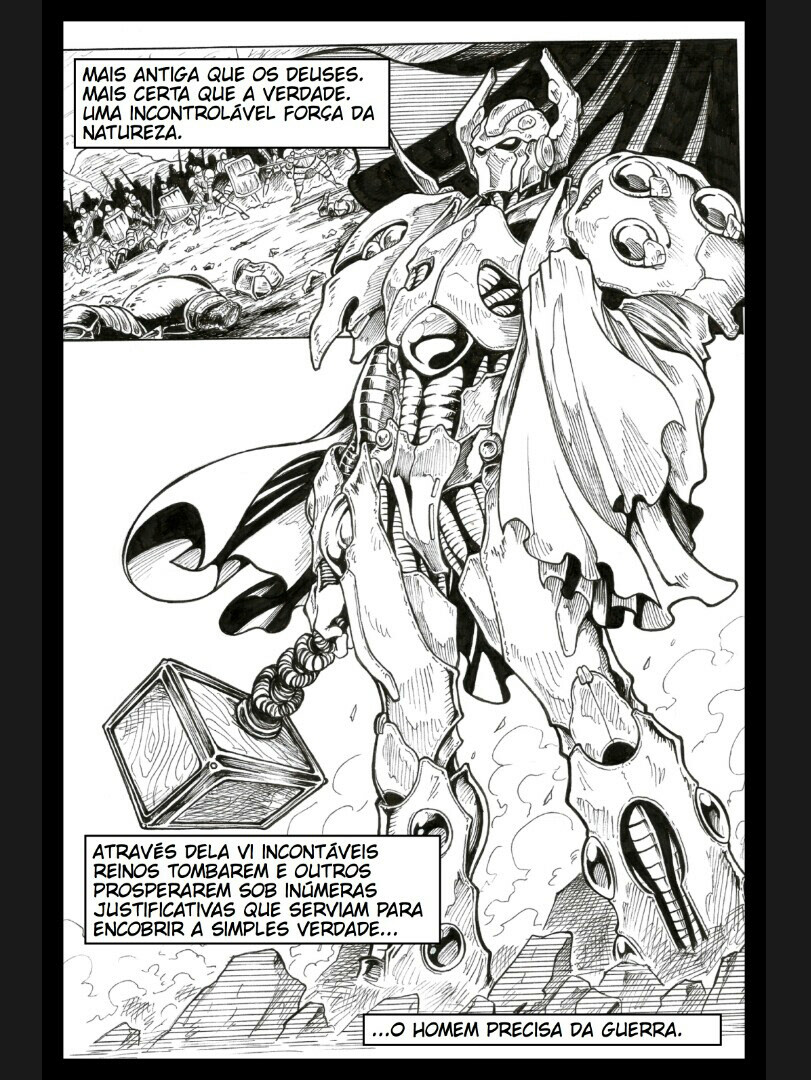 MAIS ANTIGA QUE OS DEUSES.
MAIS CERTA QUE A VERDADE.
UMA INCONTROLÁVEL FORÇA DA
NATUREZA.
ATRAVÉS DELA VI INCONTÁVEIS
REINOS TOMBAREM E OUTROS
PROSPERAREM SOB INÚMERAS
JUSTIFICATIVAS QUE SERVIAM PARA
ENCOBRIR A SIMPLES VERDADE...
...O HOMEM PRECISA DA GUERRA.